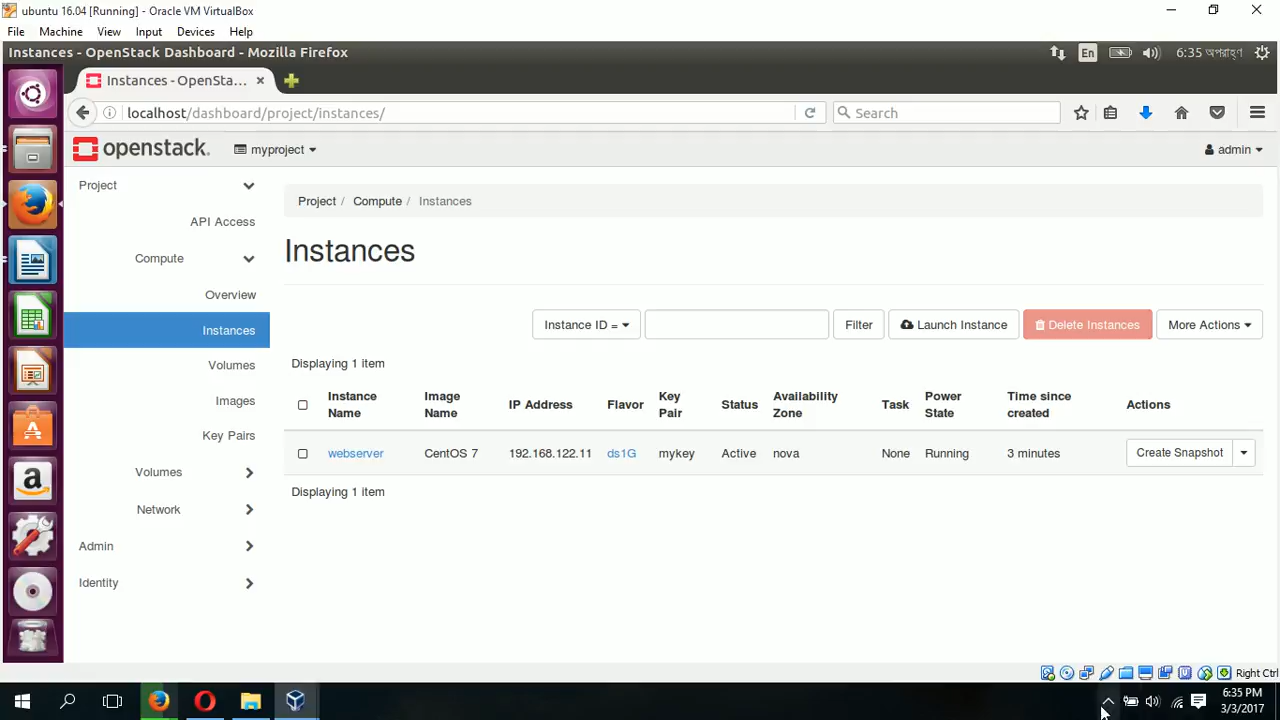 ubuntu 16.04 [Running] - Oracle VM VirtualBox
File Machine View Input Devices Help
Instances - OpenStack Dashboard - Mozilla Firefox En 6:35 অপরাহ্ণ
Instances - OpenSta...
localhost/dashboard/project/instances/ Search
openstack. myproject admin
Project
API Access
Compute
Overview
Instances
Volumes
Images
Key Pairs
Volumes
Network
Admin
Identity
Project / Compute / Instances
Instances
Instance ID = Filter Launch Instance Delete Instances More Actions
Displaying 1 item
Instance Name Image Name IP Address Flavor Key Pair Status Availability Zone Task Power State Time since created Actions
webserver CentOS 7 192.168.122.11 ds1G mykey Active nova None Running 3 minutes Create Snapshot
Displaying 1 item
Right Ctrl
6:35 PM
3/3/2017